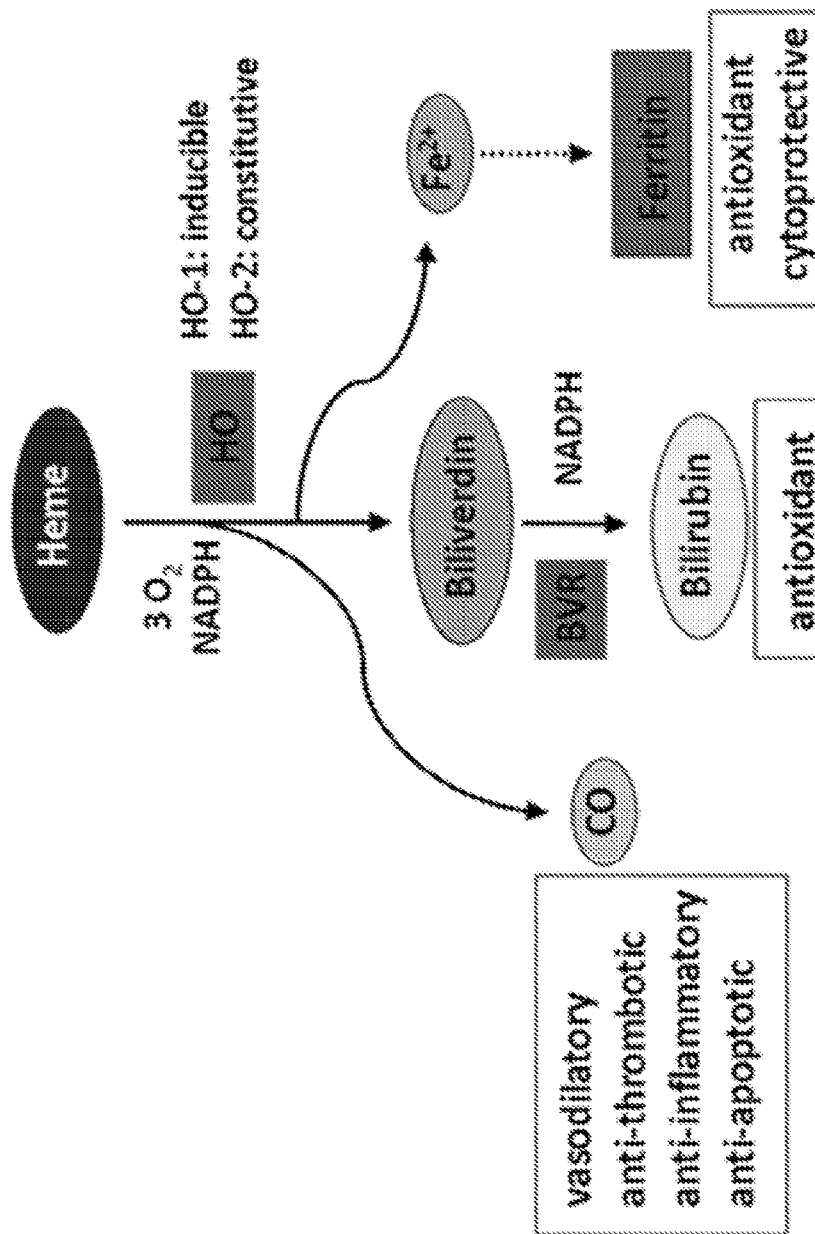 Heme
3 O₂
NADPH
HO
HO-1: inducible
HO-2: constitutive
Fe²⁺
Biliverdin
BVR
NADPH
CO
Bilirubin
Ferritin
vasodilatory
anti-thrombotic
anti-inflammatory
anti-apoptotic
antioxidant
antioxidant
cytoprotective